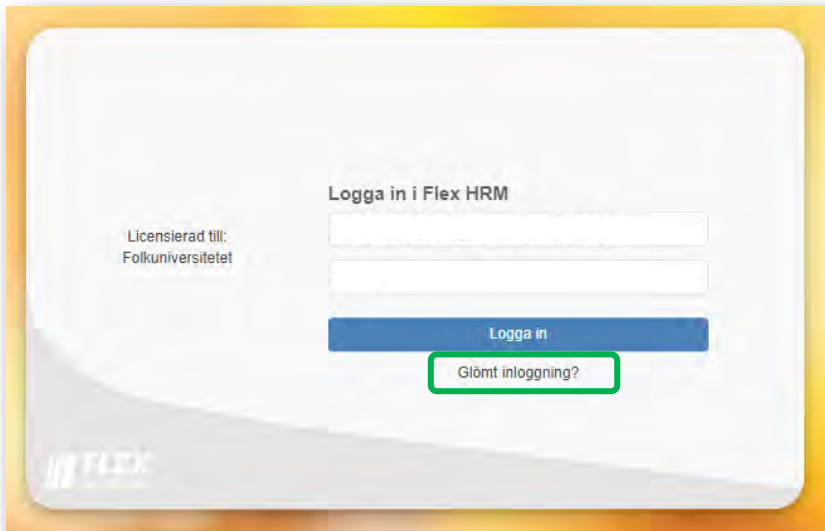 Logga in i Flex HRM
Licensierad till:
Folkuniversitetet
Logga in
Glömt inloggning?
FLEX